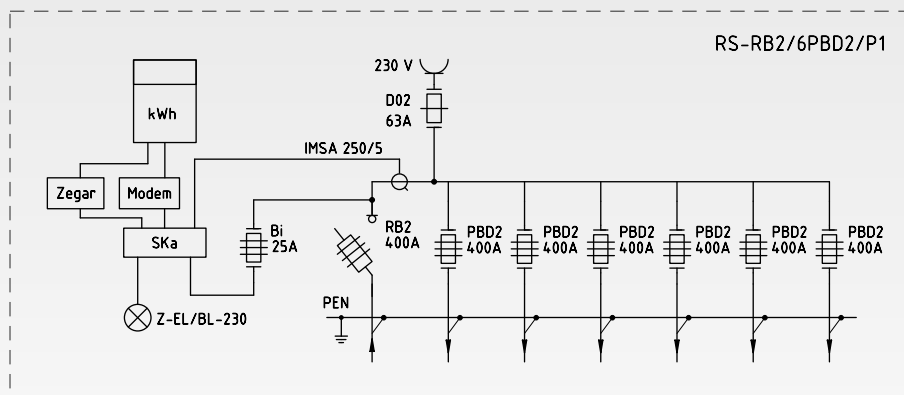 RS-RB2/6PBD2/P1
230 V
D02
63A
kWh
IMSA 250/5
Zegar
Modem
SKa
Bi
25A
RB2
400A
PBD2
400A
PBD2
400A
PBD2
400A
PBD2
400A
PBD2
400A
PBD2
400A
PEN
Z-EL/BL-230